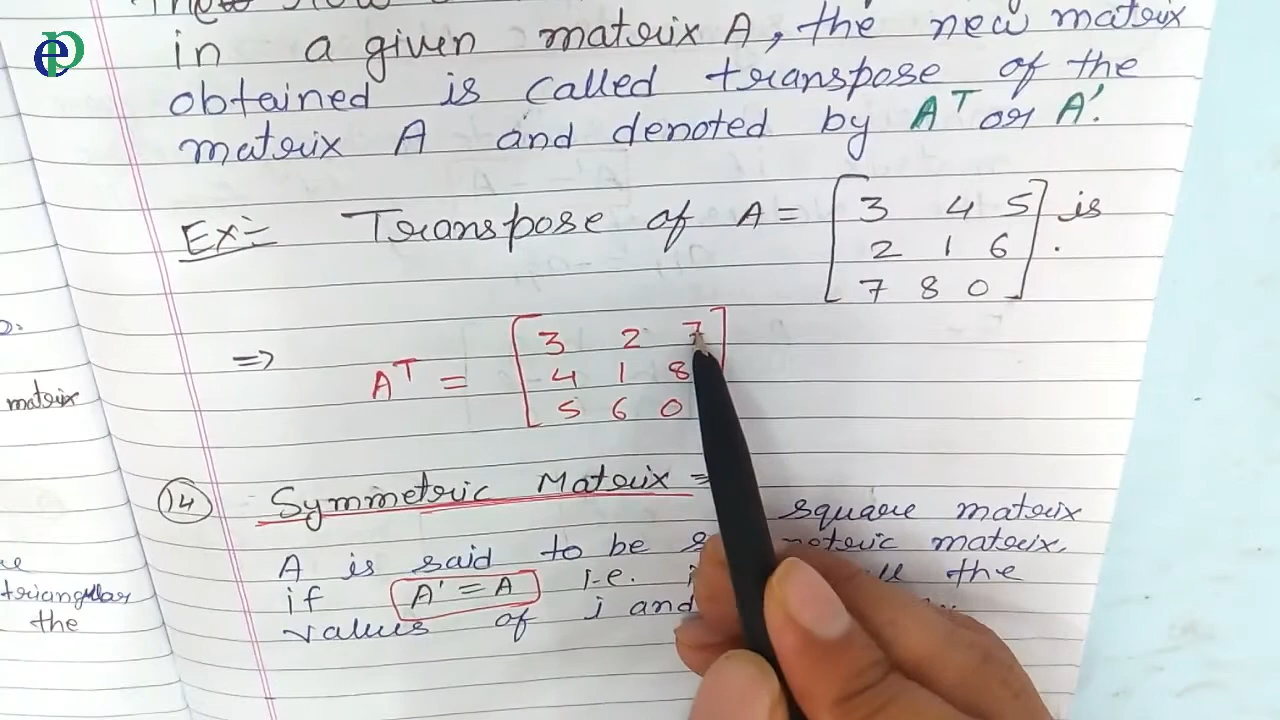 in a given matrix A, the new matrix
obtained is called transpose of the
matrix A and denoted by Aᵀ or A'.
Ex:- Transpose of A = [3 4 5] is
2 1 6 .
7 8 0
⇒ Aᵀ = [3 2 7]
4 1 8
5 6 0
(14) Symmetric Matrix ⇒ square matrix
A is said to be matrix.
if A' = A i.e. the
values of i and
matrix
triangular
the
ep